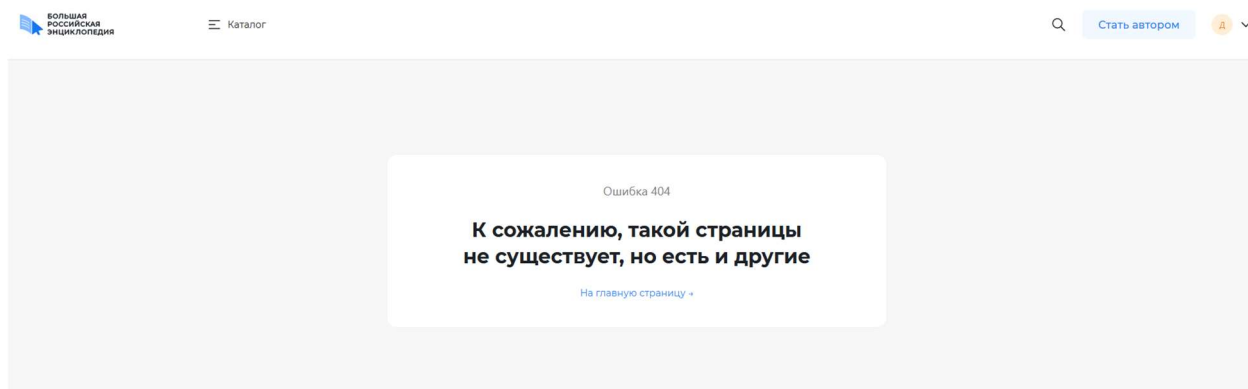 БОЛЬШАЯ
РОССИЙСКАЯ
ЭНЦИКЛОПЕДИЯ
Каталог
Стать автором
Д
Ошибка 404
К сожалению, такой страницы
не существует, но есть и другие
На главную страницу →